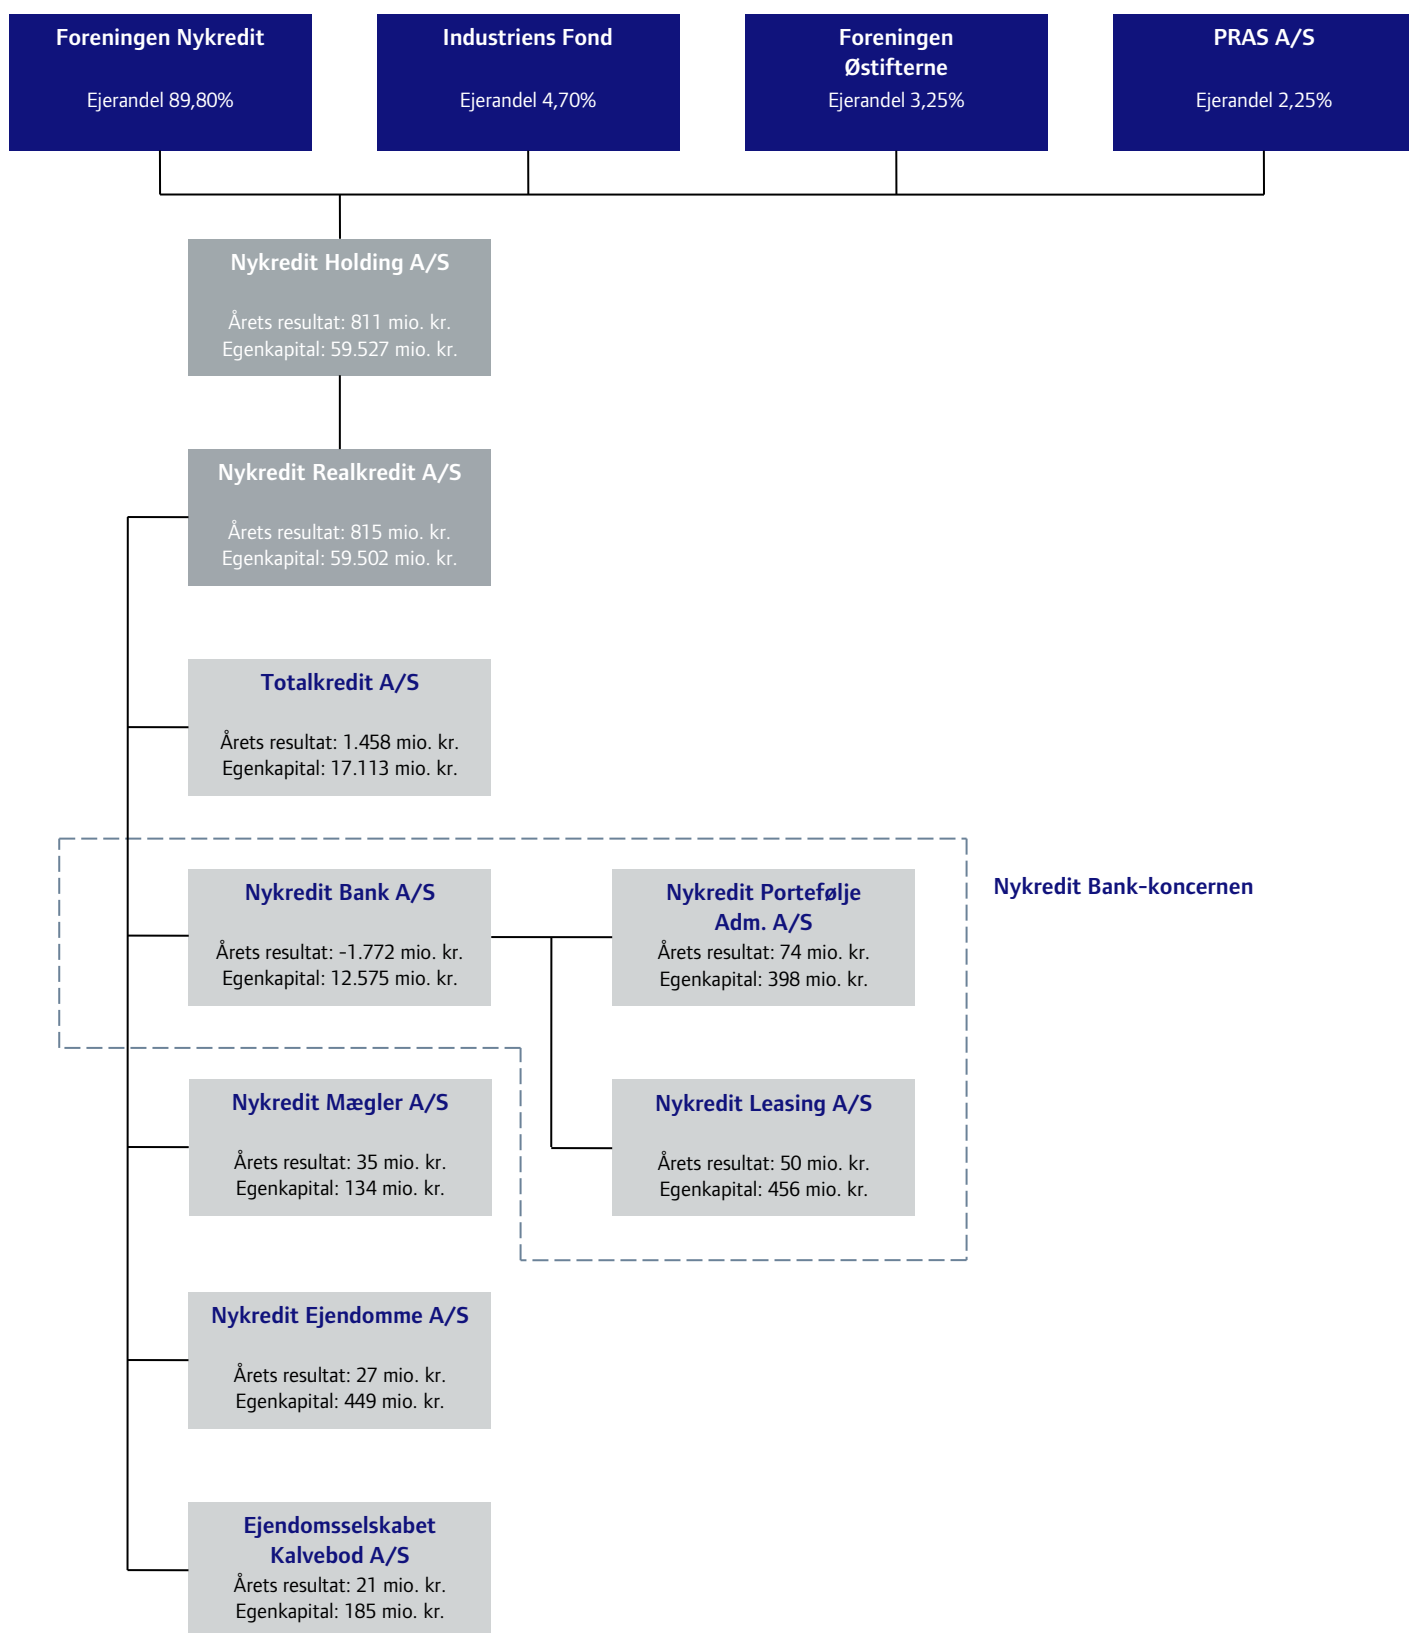 Foreningen Nykredit
Ejerandel 89,80%
Industriens Fond
Ejerandel 4,70%
Foreningen
Østifterne
Ejerandel 3,25%
PRAS A/S
Ejerandel 2,25%
Nykredit Holding A/S
Årets resultat: 811 mio. kr.
Egenkapital: 59.527 mio. kr.
Nykredit Realkredit A/S
Årets resultat: 815 mio. kr.
Egenkapital: 59.502 mio. kr.
Totalkredit A/S
Årets resultat: 1.458 mio. kr.
Egenkapital: 17.113 mio. kr.
Nykredit Bank A/S
Årets resultat: -1.772 mio. kr.
Egenkapital: 12.575 mio. kr.
Nykredit Portefølje
Adm. A/S
Årets resultat: 74 mio. kr.
Egenkapital: 398 mio. kr.
Nykredit Bank-koncernen
Nykredit Mægler A/S
Årets resultat: 35 mio. kr.
Egenkapital: 134 mio. kr.
Nykredit Leasing A/S
Årets resultat: 50 mio. kr.
Egenkapital: 456 mio. kr.
Nykredit Ejendomme A/S
Årets resultat: 27 mio. kr.
Egenkapital: 449 mio. kr.
Ejendomsselskabet
Kalvebod A/S
Årets resultat: 21 mio. kr.
Egenkapital: 185 mio. kr.